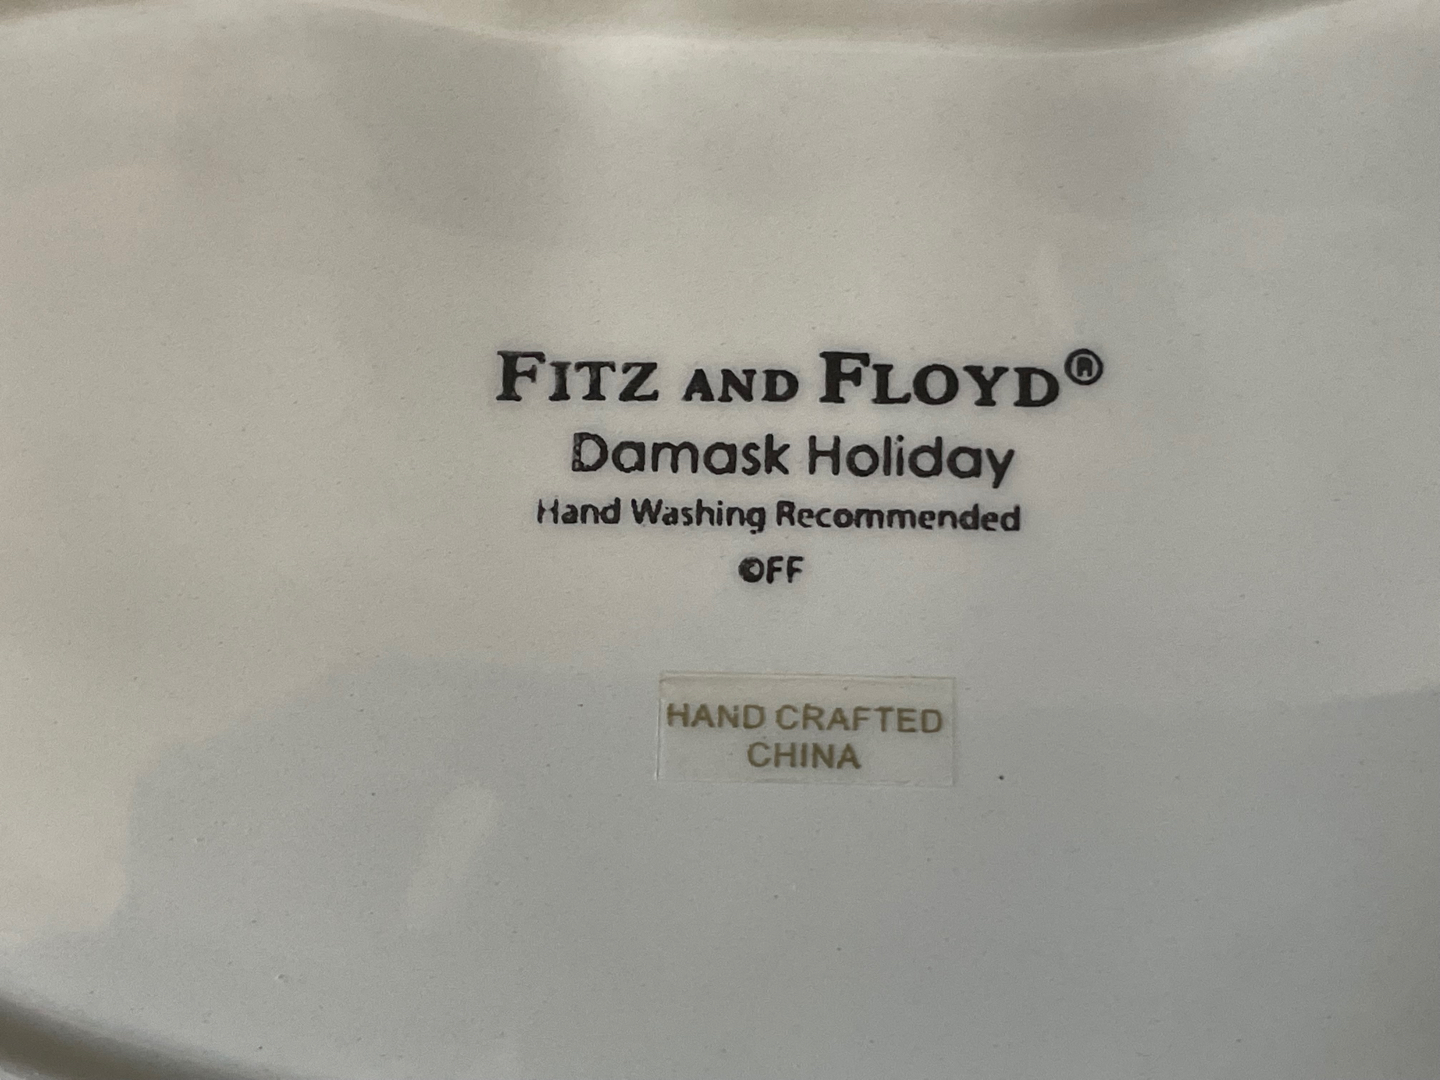 FITZ AND FLOYD®
Damask Holiday
Hand Washing Recommended
©FF
HAND CRAFTED
CHINA